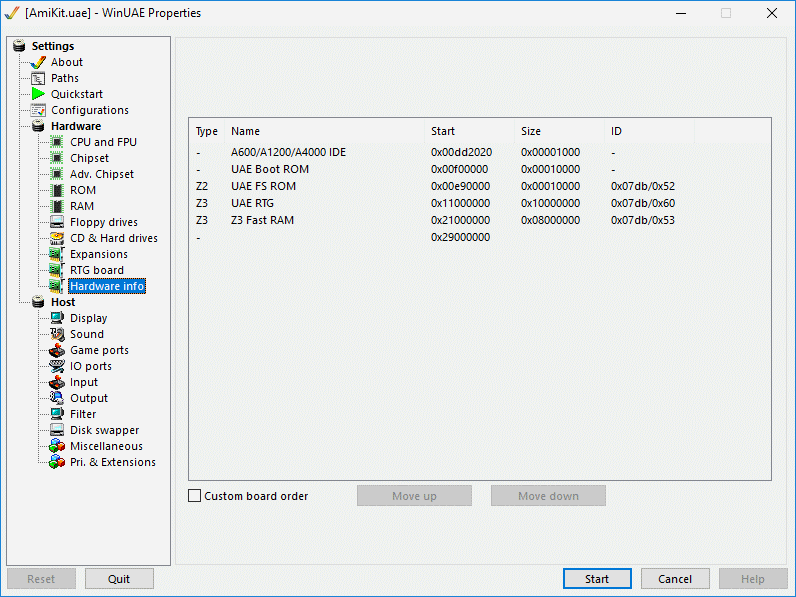 [AmiKit.uae] - WinUAE Properties
Settings
About
Paths
Quickstart
Configurations
Hardware
CPU and FPU
Chipset
Adv. Chipset
ROM
RAM
Floppy drives
CD & Hard drives
Expansions
RTG board
Hardware info
Host
Display
Sound
Game ports
IO ports
Input
Output
Filter
Disk swapper
Miscellaneous
Pri. & Extensions
Type Name Start Size ID
- A600/A1200/A4000 IDE 0x00dd2020 0x00001000 -
- UAE Boot ROM 0x00f00000 0x00010000 -
Z2 UAE FS ROM 0x00e90000 0x00010000 0x07db/0x52
Z3 UAE RTG 0x11000000 0x10000000 0x07db/0x60
Z3 Z3 Fast RAM 0x21000000 0x08000000 0x07db/0x53
- 0x29000000
Custom board order Move up Move down
Reset Quit Start Cancel Help